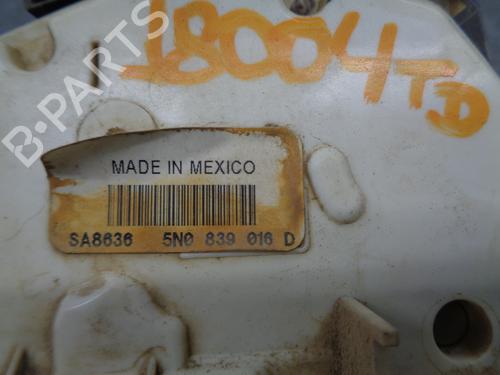 18004TD
B-PARTS
MADE IN MEXICO
SA8636 5N0 839 016 D